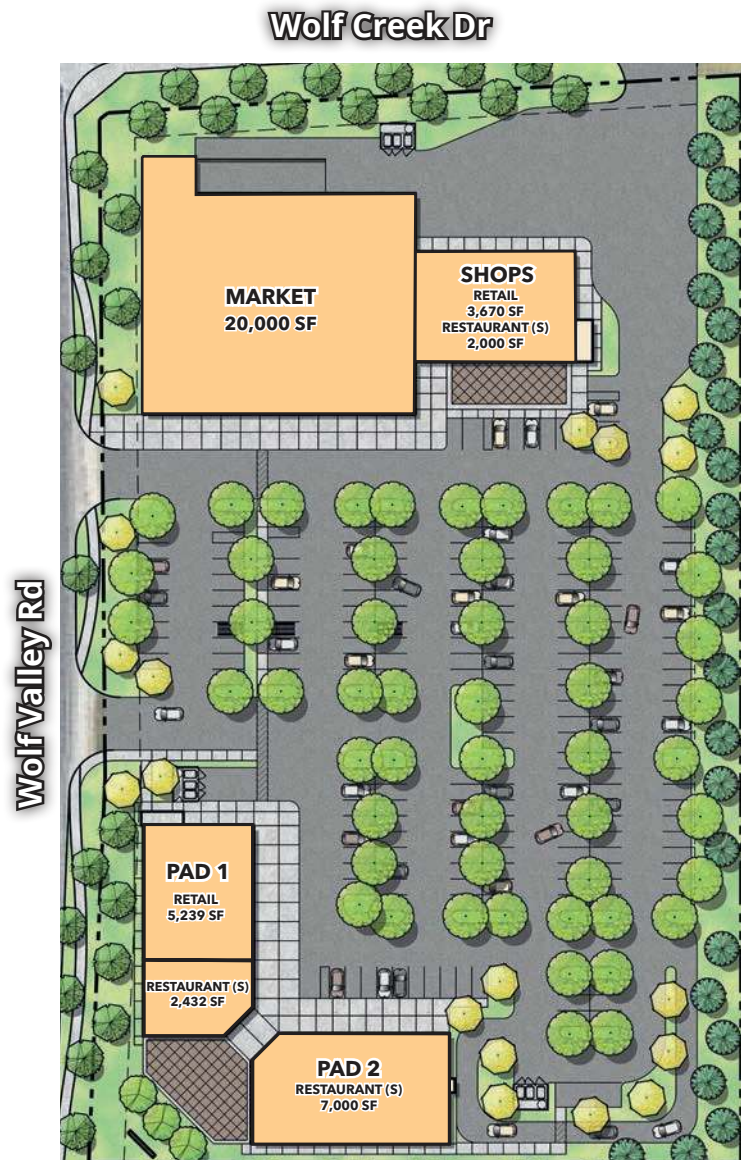 Wolf Creek Dr
MARKET
20,000 SF
SHOPS
RETAIL
3,670 SF
RESTAURANT (S)
2,000 SF
Wolf Valley Rd
PAD 1
RETAIL
5,239 SF
RESTAURANT (S)
2,432 SF
PAD 2
RESTAURANT (S)
7,000 SF